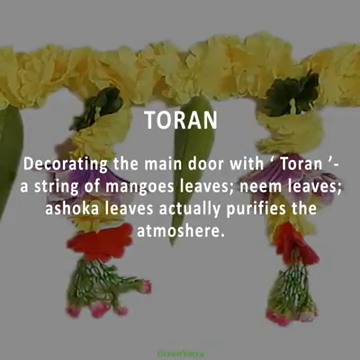 TORAN
Decorating the main door with ‘ Toran ’-
a string of mangoes leaves; neem leaves;
ashoka leaves actually purifies the
atmoshere.